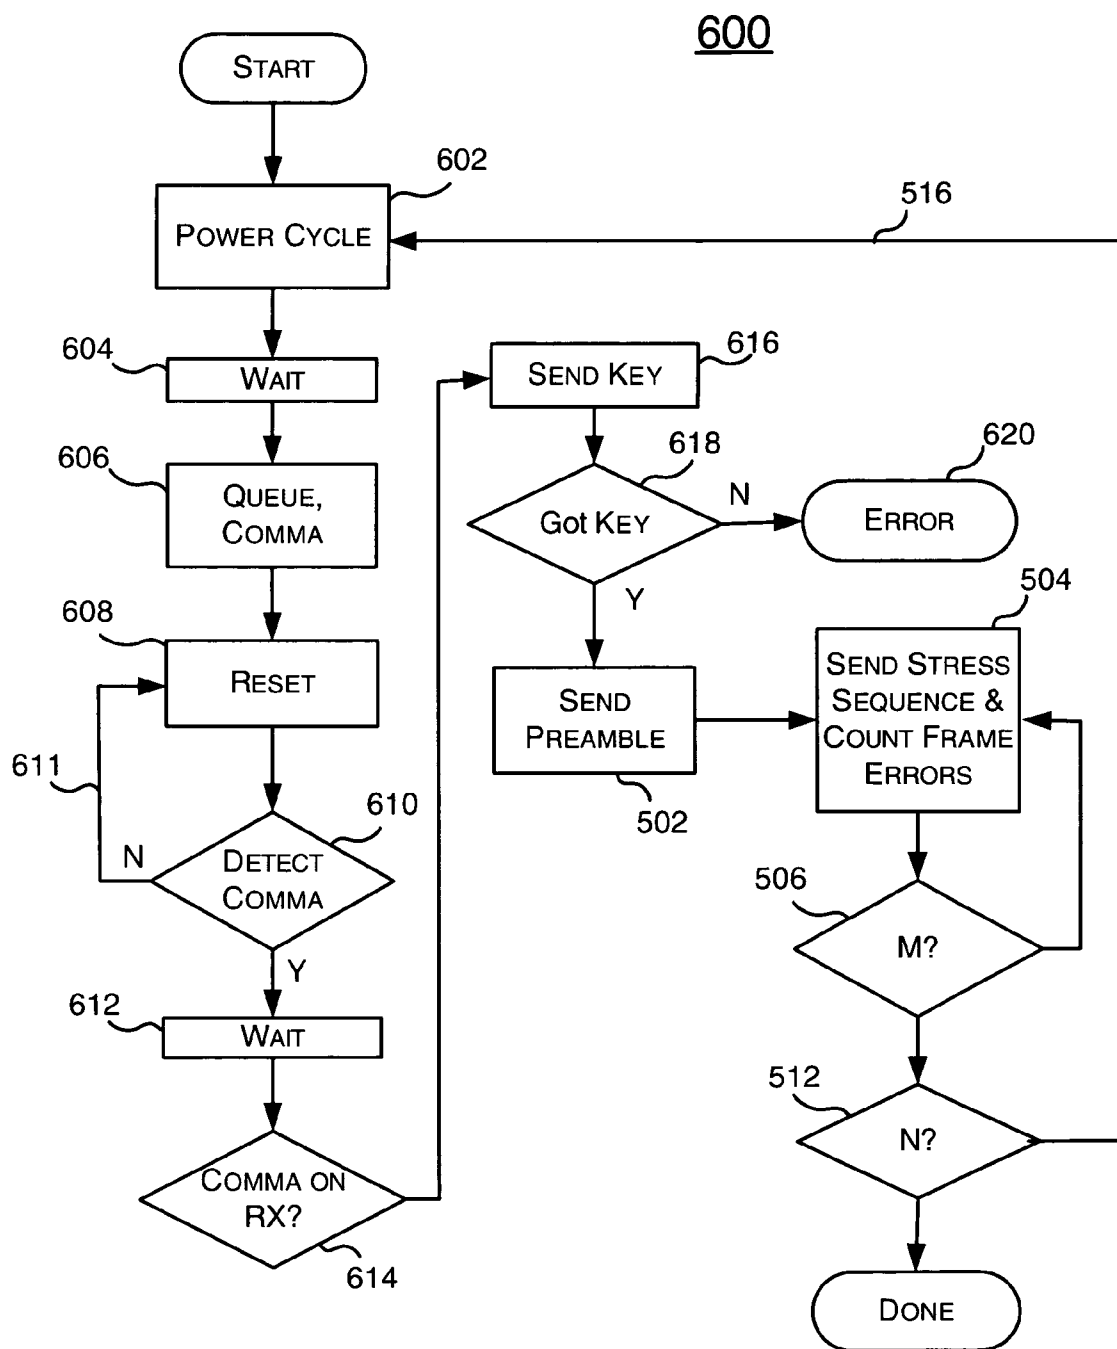 600
START
602
POWER CYCLE
516
604
WAIT
606
QUEUE,
COMMA
608
RESET
611
610
N
DETECT
COMMA
Y
612
WAIT
COMMA ON
RX?
614
616
SEND KEY
618
Got KEY
N
620
ERROR
Y
SEND
PREAMBLE
502
504
SEND STRESS
SEQUENCE &
COUNT FRAME
ERRORS
506
M?
512
N?
DONE